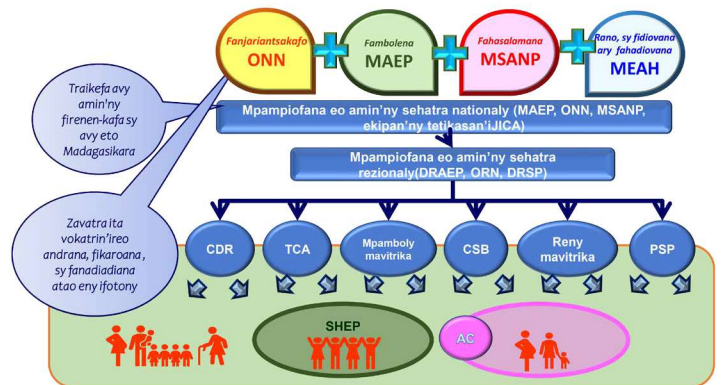 Fanjariantsakafo
ONN
Fambolena
MAEP
Fahasalamana
MSANP
Rano, sy fidiovana
ary fahadiovana
MEAH
Traikefa avy
amin'ny
firenen-kafa sy
avy eto
Madagasikara
Mpampiofana eo amin'ny sehatra nationaly (MAEP, ONN, MSANP,
ekipan'ny tetikasan'iJICA)
Mpampiofana eo amin'ny sehatra
rezionaly(DRAEP, ORN, DRSP)
Zavatra ita
vokatrin'ireo
andrana, fikaroana,
sy fanadiadiana
atao eny ifotony
CDR
TCA
Mpamboly
mavitrika
CSB
Reny
mavitrika
PSP
SHEP
AC